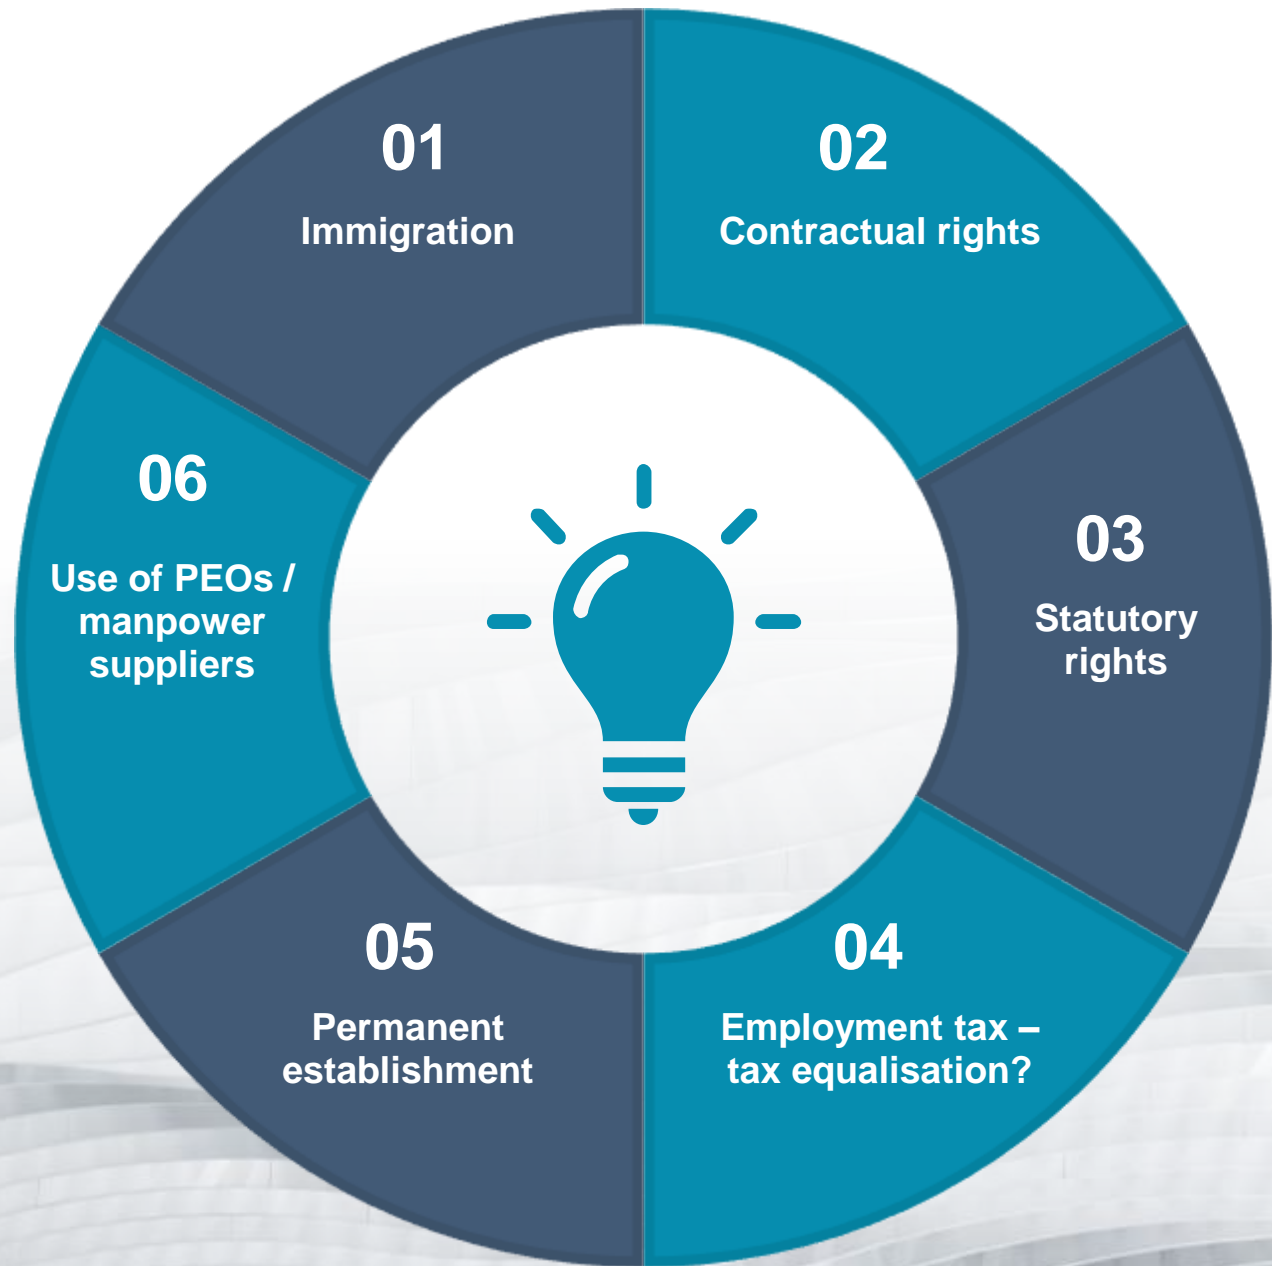 01
Immigration
02
Contractual rights
03
Statutory
rights
04
Employment tax –
tax equalisation?
05
Permanent
establishment
06
Use of PEOs /
manpower
suppliers